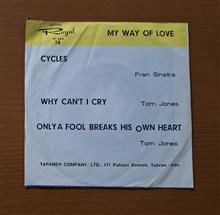 Royal
14
MY WAY OF LOVE
CYCLES
Fran Sinatra
WHY CAN'T I CRY
Tom Jones
ONLY A FOOL BREAKS HIS OWN HEART
Tom Jones
TARANEH COMPANY, LTD., 171 Pahlavi Avenue, Tehran - Iran.